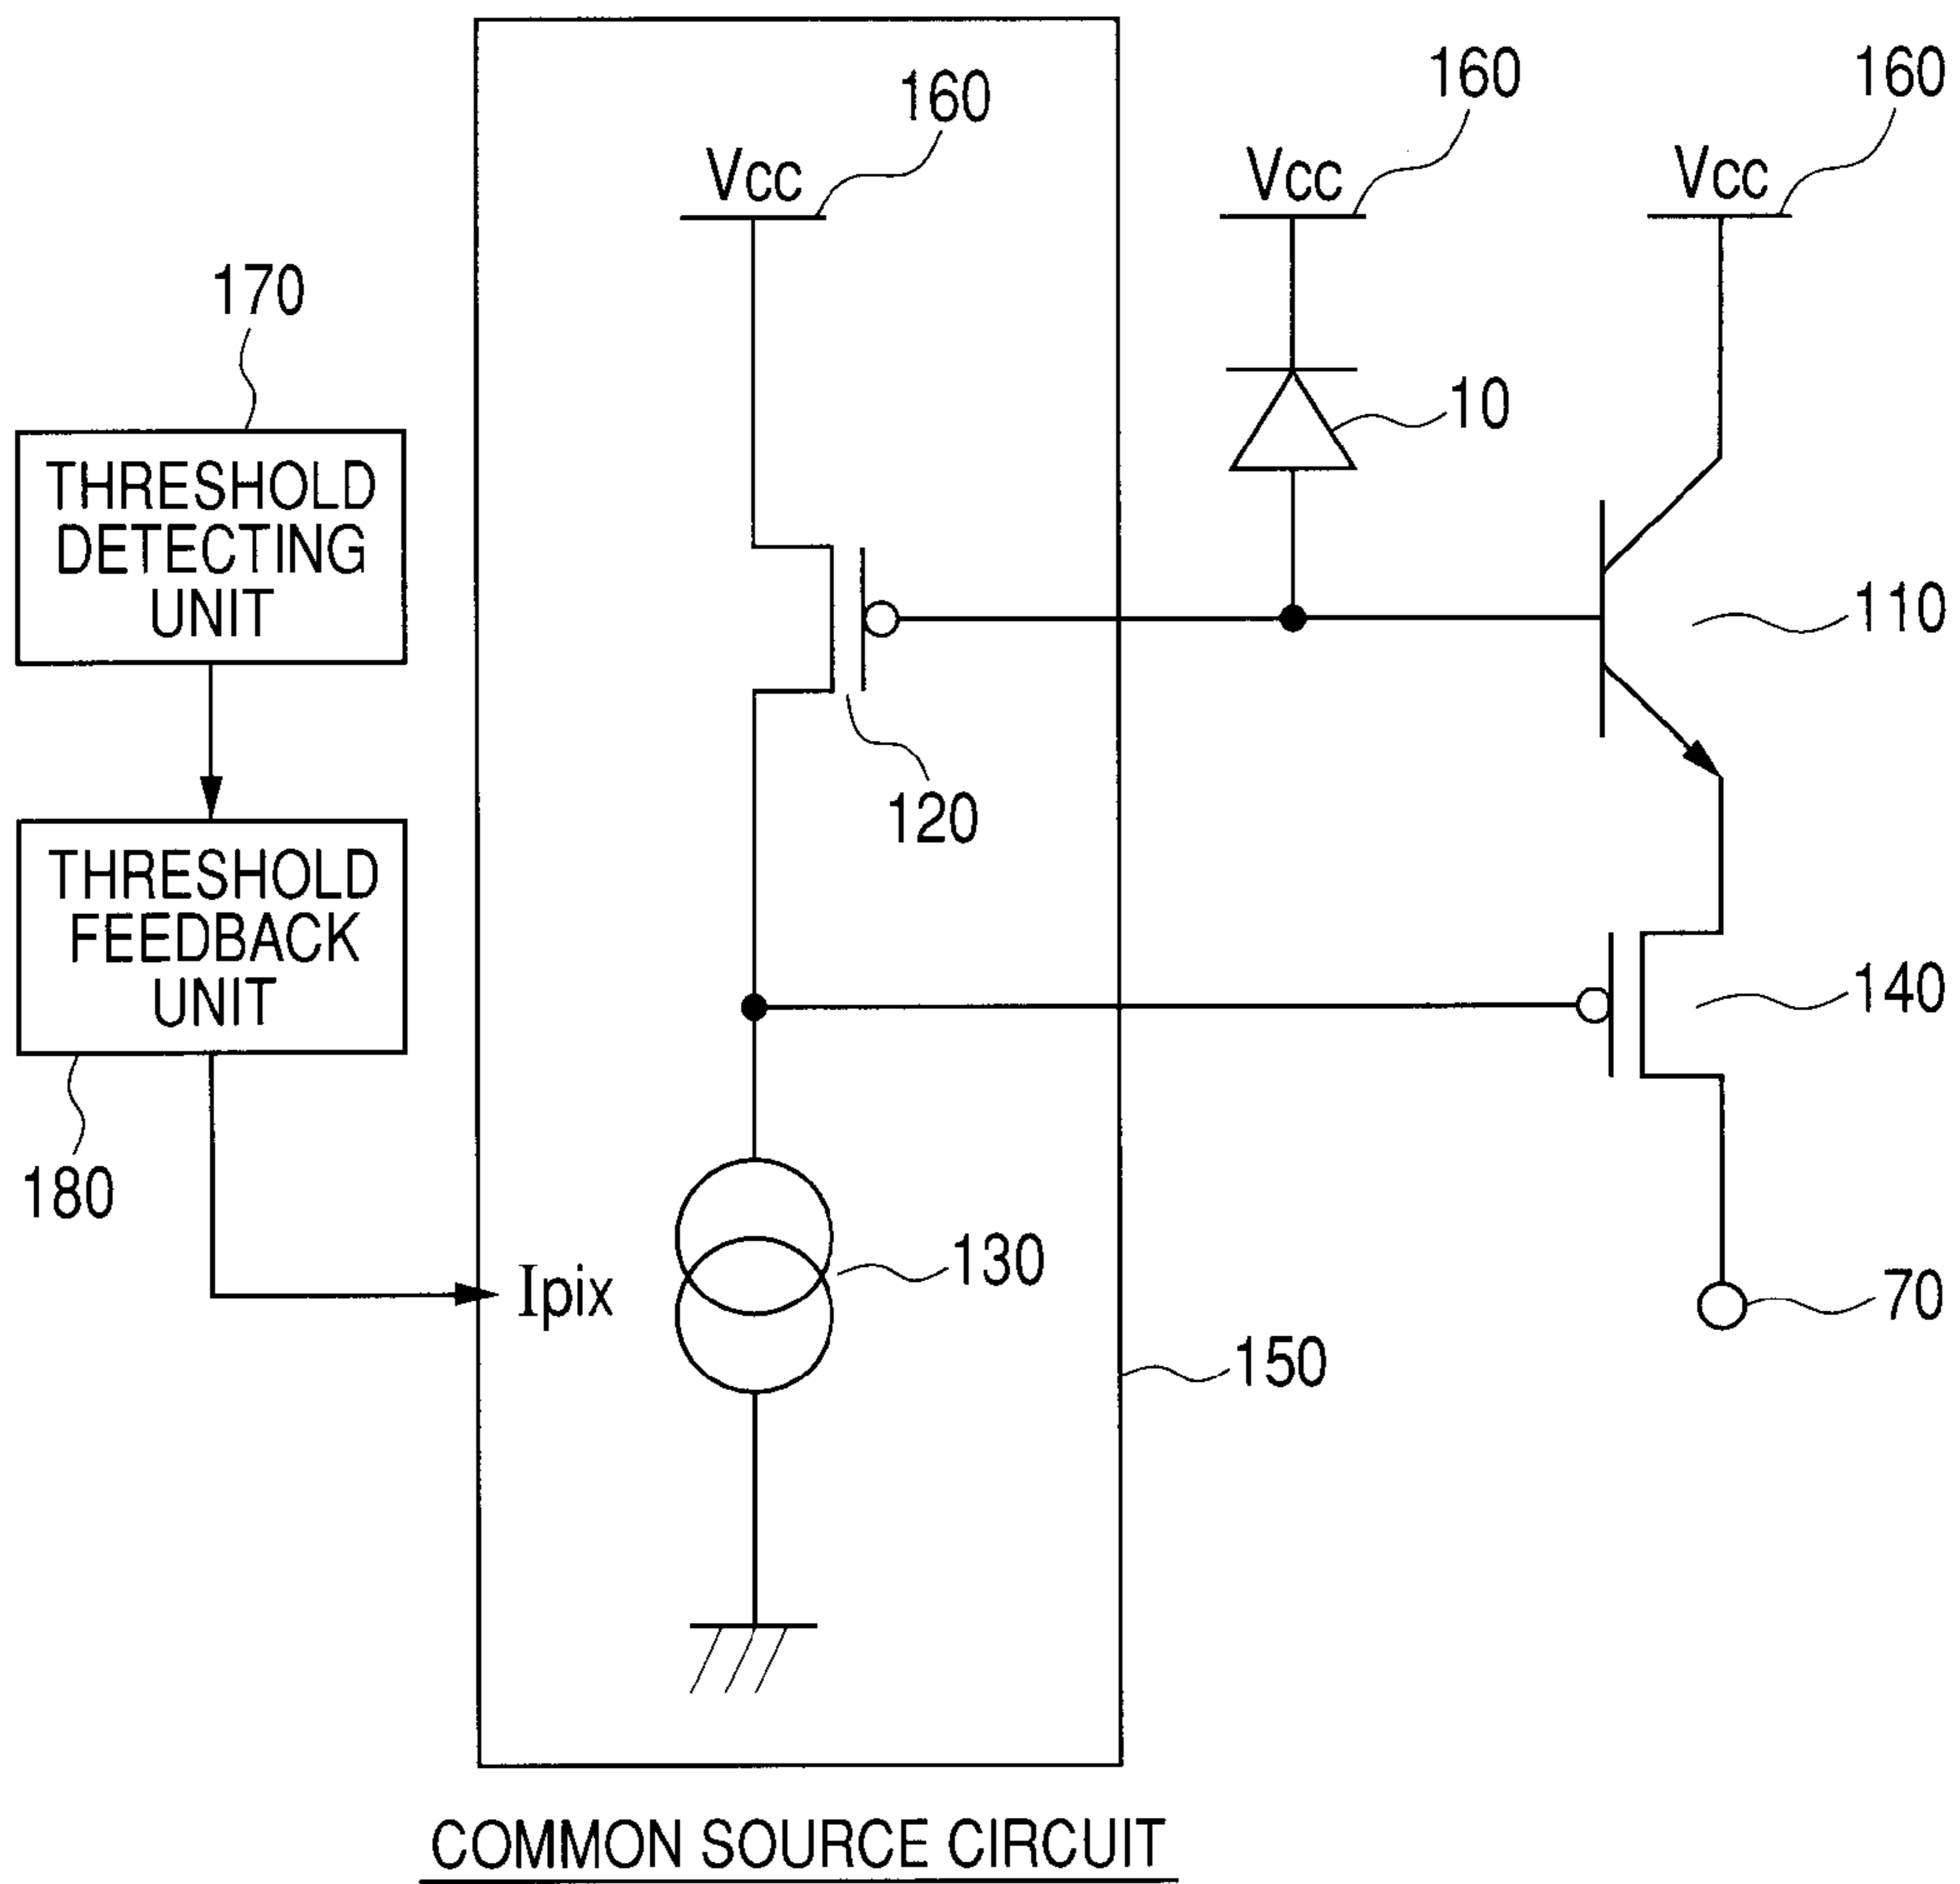 160
160
160
Vcc
Vcc
Vcc
170
THRESHOLD
DETECTING
UNIT
10
110
120
THRESHOLD
FEEDBACK
UNIT
140
180
Ipix
130
70
150
COMMON SOURCE CIRCUIT